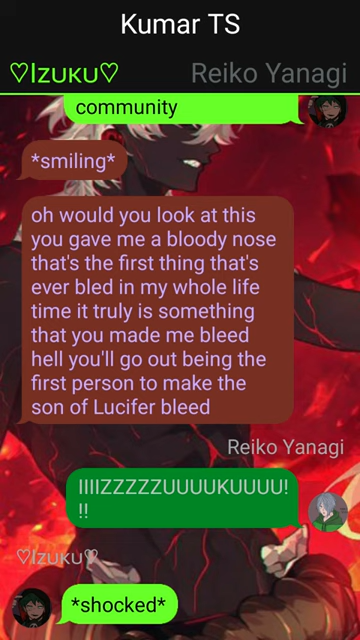 Kumar TS
♡Izuku♡ Reiko Yanagi
community
*smiling*
oh would you look at this
you gave me a bloody nose
that's the first thing that's
ever bled in my whole life
time it truly is something
that you made me bleed
hell you'll go out being the
first person to make the
son of Lucifer bleed
Reiko Yanagi
IIIIZZZZZUUUUKUUUU!
!!
♡Izuku♡
*shocked*